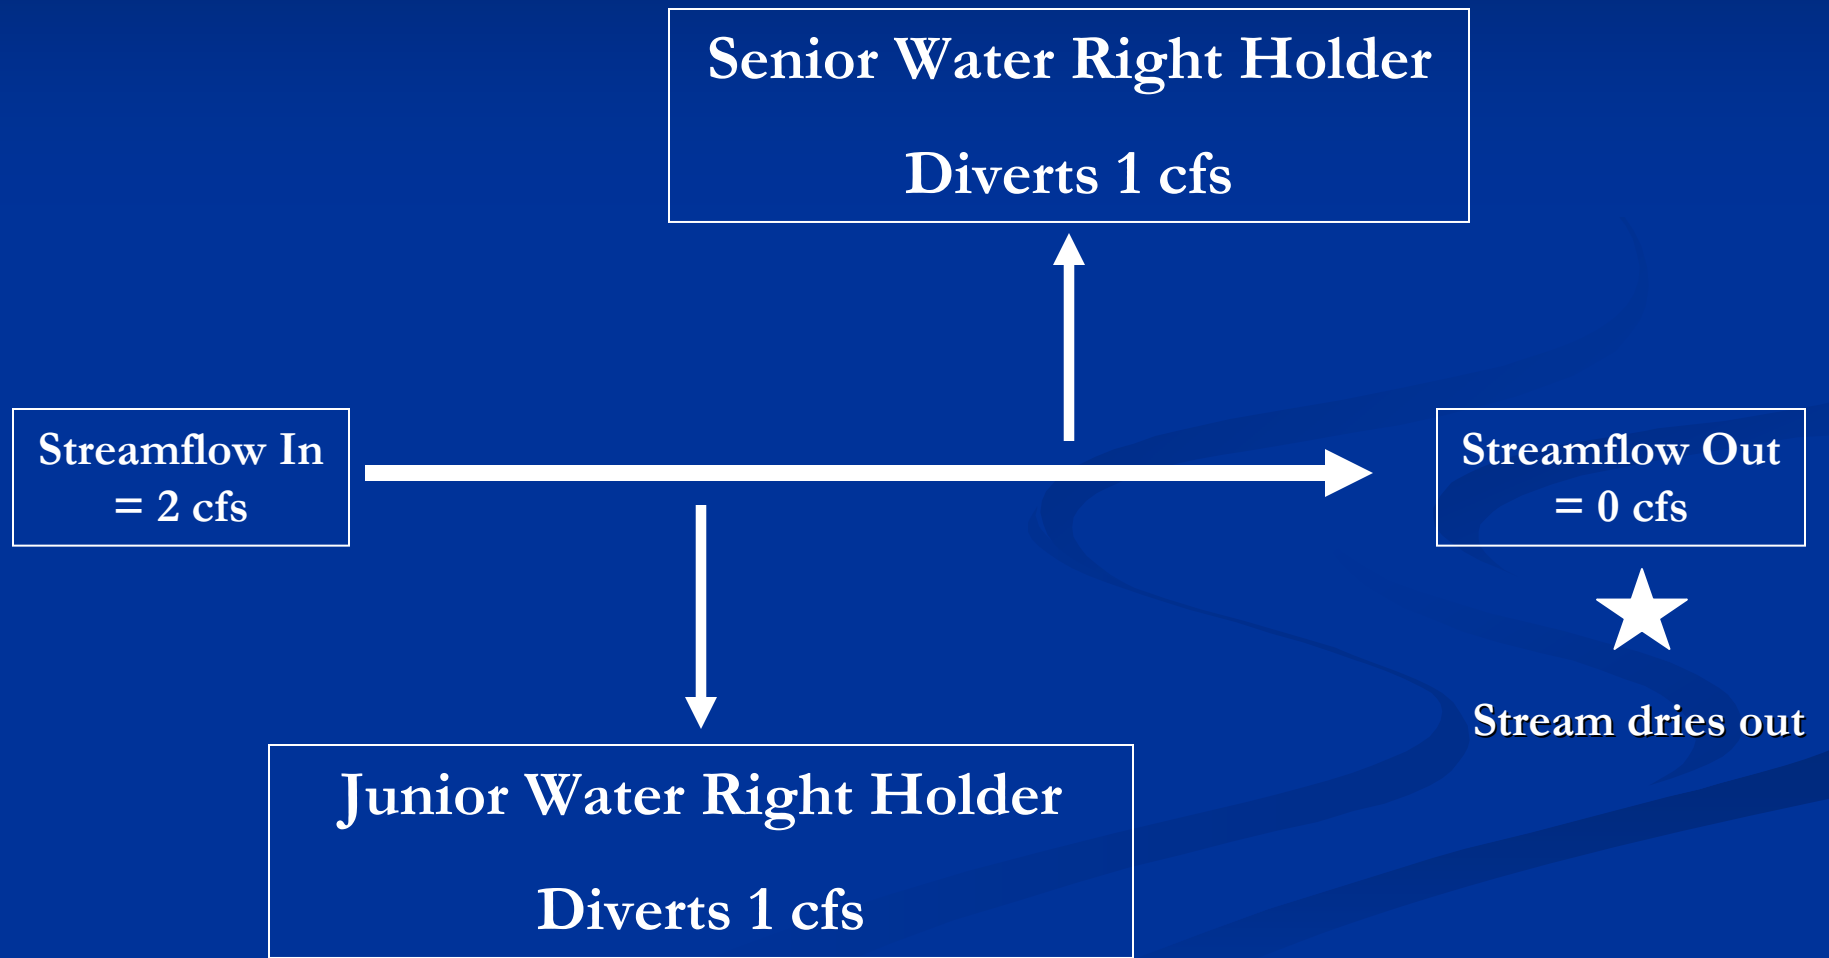 Senior Water Right Holder
Diverts 1 cfs
Streamflow In
= 2 cfs
Streamflow Out
= 0 cfs
Stream dries out
Junior Water Right Holder
Diverts 1 cfs